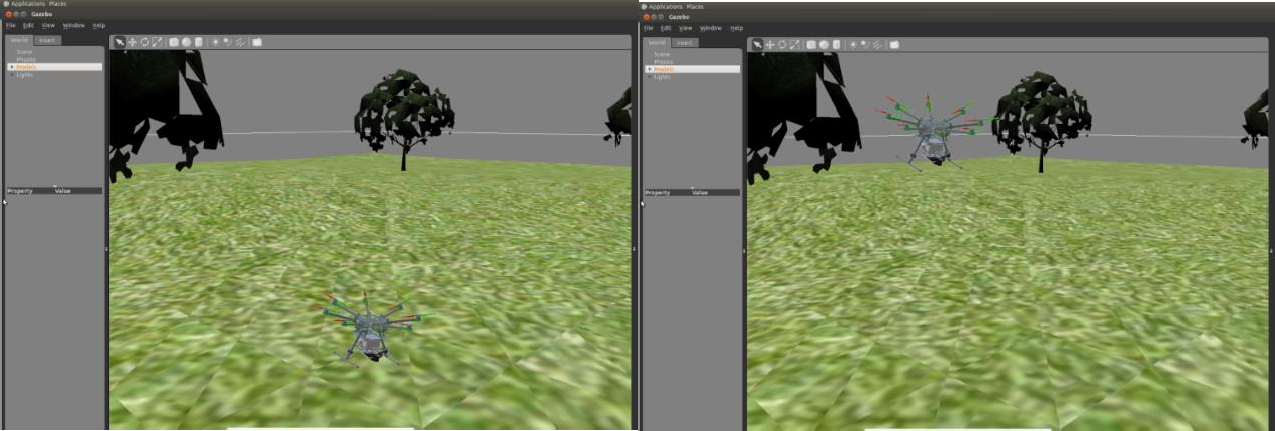 Applications Places
Gazebo
File Edit View Window Help
World Insert
Scene
Physics
Models
Lights
Property Value
Applications Places
Gazebo
File Edit View Window Help
World Insert
Scene
Physics
Models
Lights
Property Value